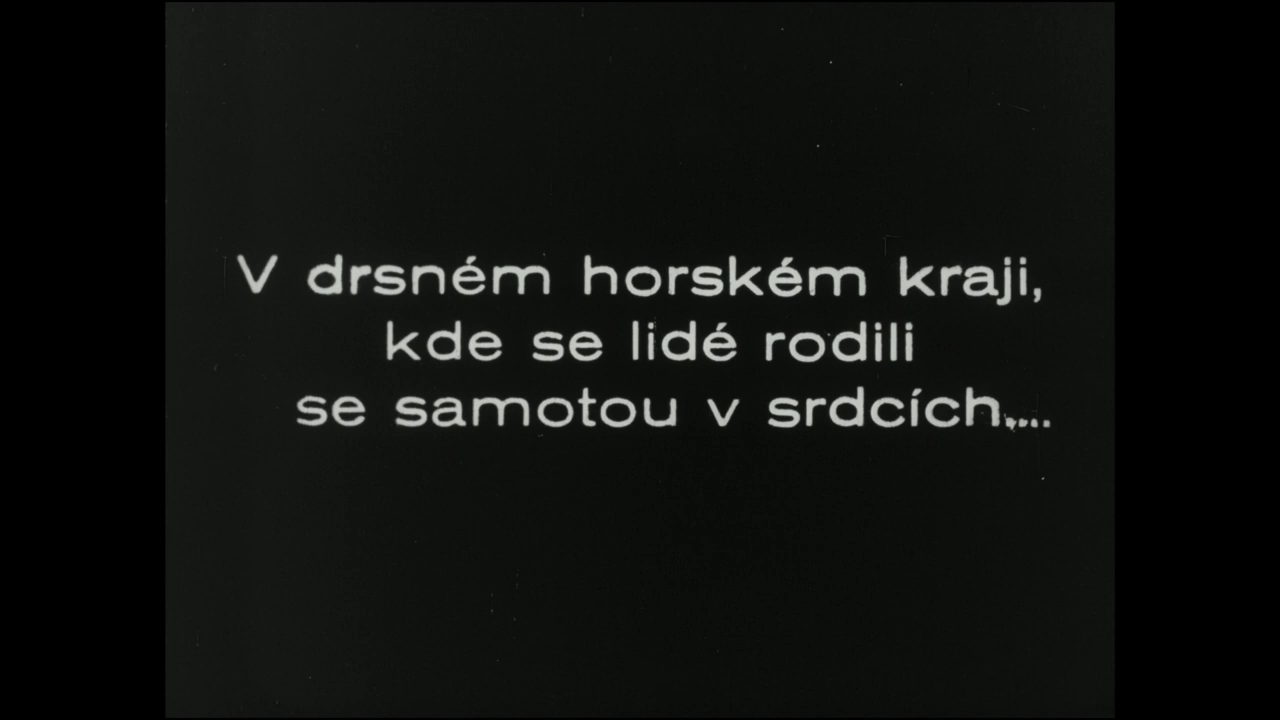 V drsném horském kraji,
kde se lidé rodili
se samotou v srdcích....